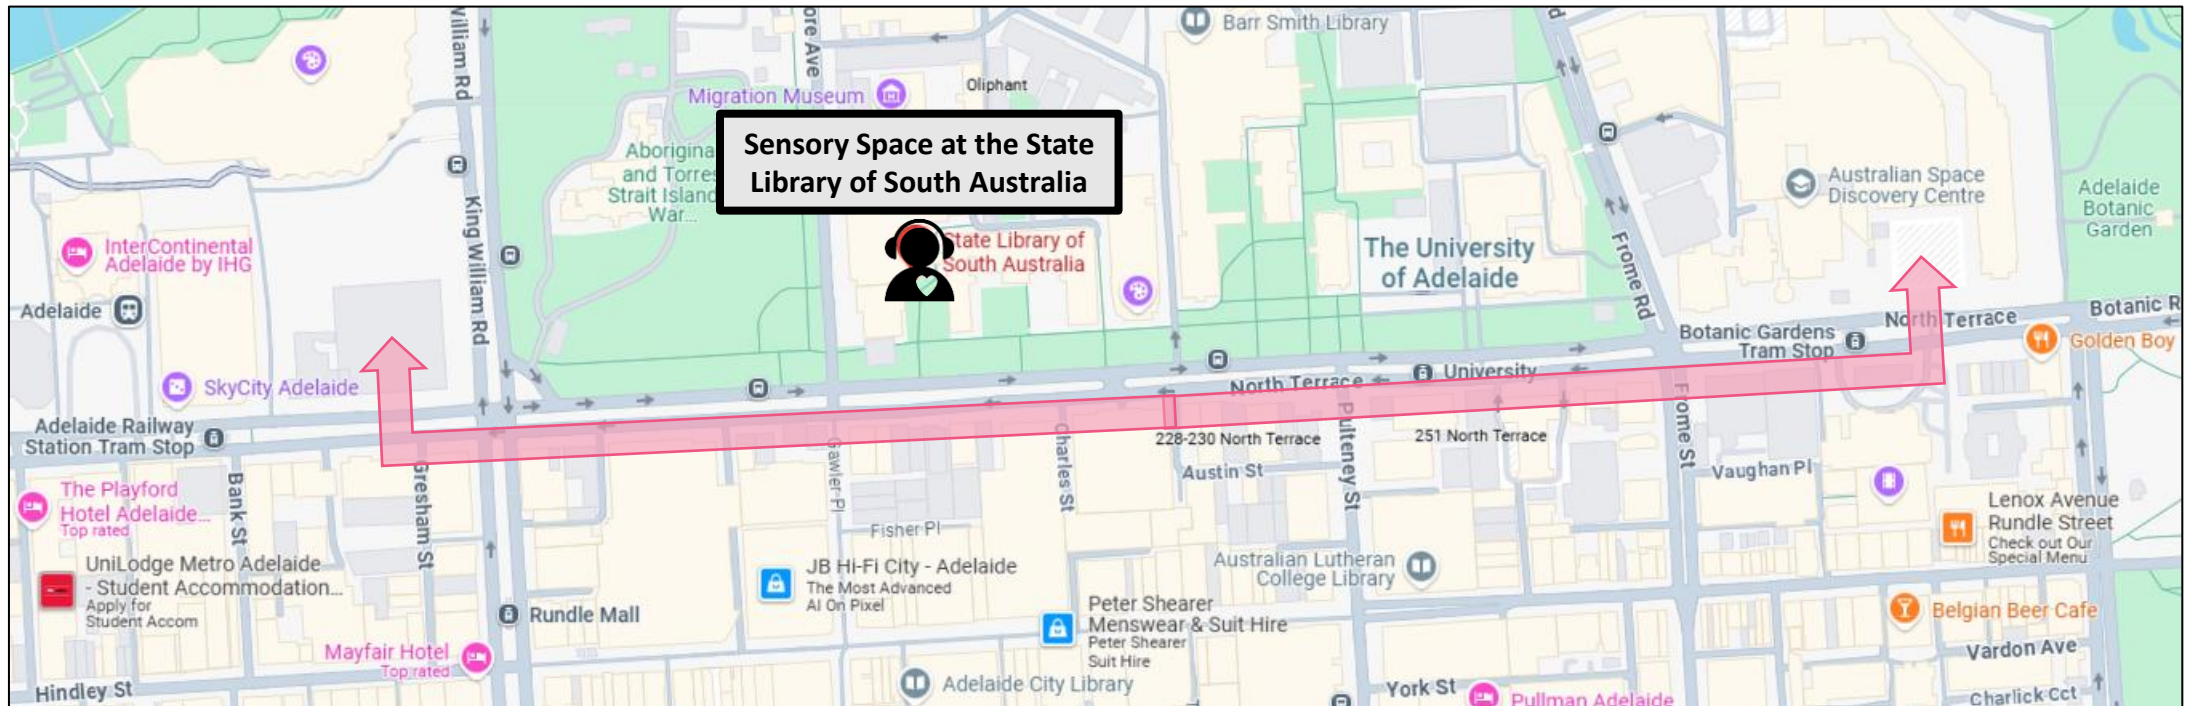 William Rd
ore Ave
Barr Smith Library
Rd
Migration Museum
Oliphant
Sensory Space at the State
Library of South Australia
Aborigina
and Torres
Strait Island
War...
King William Rd
InterContinental
Adelaide by IHG
State Library of
South Australia
The University
of Adelaide
Frome Rd
Australian Space
Discovery Centre
Adelaide
Botanic
Garden
Adelaide
SkyCity Adelaide
Botanic Gardens
Tram Stop
North Terrace
Botanic R
Golden Boy
North Terrace
University
Adelaide Railway
Station Tram Stop
Gawler Pl
Charles St
228-230 North Terrace
Pulteney St
251 North Terrace
Frome St
Austin St
Vaughan Pl
The Playford
Hotel Adelaide...
Top rated
Bank St
Gresham St
Fisher Pl
Lenox Avenue
Rundle Street
Check out Our
Special Menu
UniLodge Metro Adelaide
- Student Accommodation...
Apply for
Student Accom
JB Hi-Fi City - Adelaide
The Most Advanced
AI On Pixel
Australian Lutheran
College Library
Rundle Mall
Peter Shearer
Menswear & Suit Hire
Peter Shearer
Suit Hire
Belgian Beer Cafe
Mayfair Hotel
Top rated
Vardon Ave
Hindley St
Adelaide City Library
York St
Pullman Adelaide
Charlick Cct